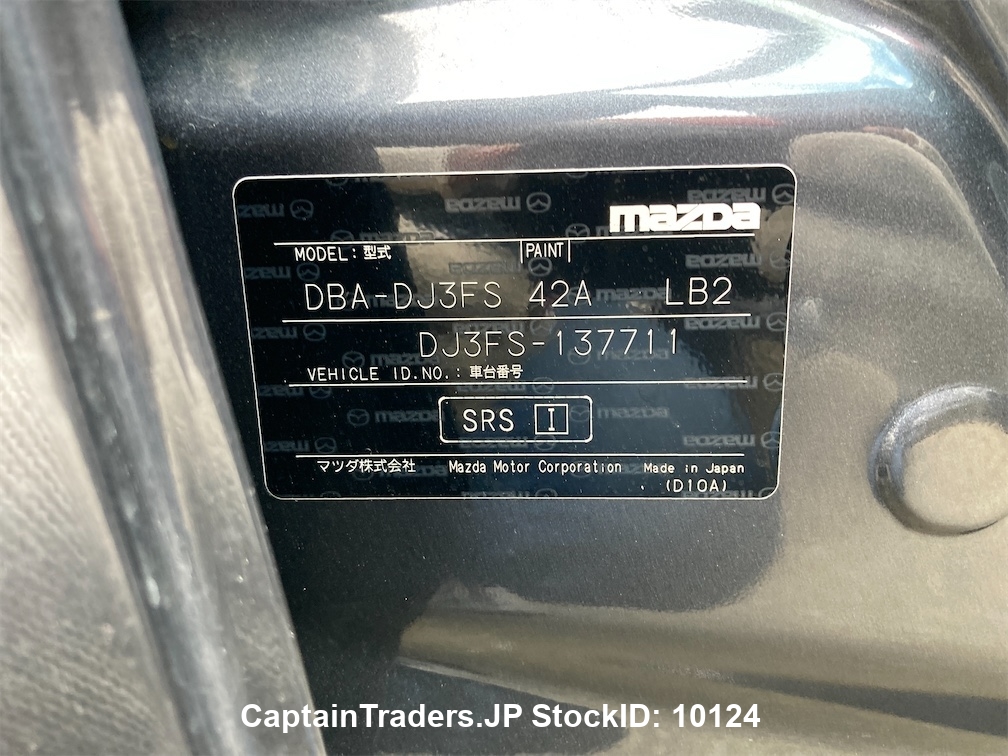 mazda
MODEL：型式 PAINT
DBA-DJ3FS 42A LB2
DJ3FS-137711
VEHICLE ID.NO.：車台番号
SRS I
マツダ株式会社 Mazda Motor Corporation Made in Japan
(D10A)
CaptainTraders.JP StockID: 10124